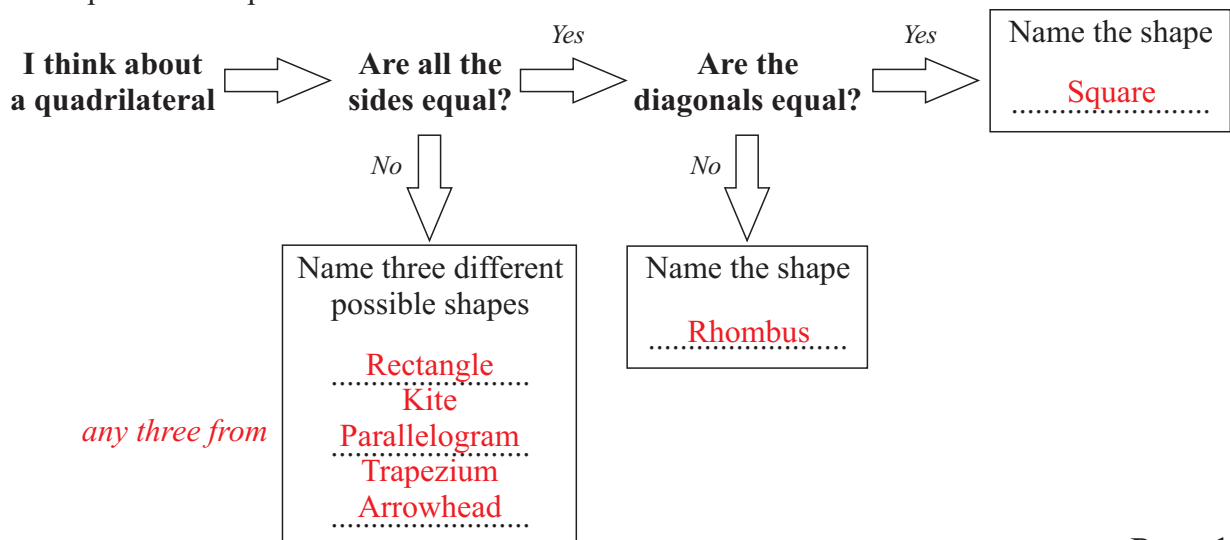 I think about
a quadrilateral
Are all the
sides equal?
Yes
Are the
diagonals equal?
Yes
Name the shape
Square
No
No
Name three different
possible shapes
any three from
Rectangle
Kite
Parallelogram
Trapezium
Arrowhead
Name the shape
Rhombus